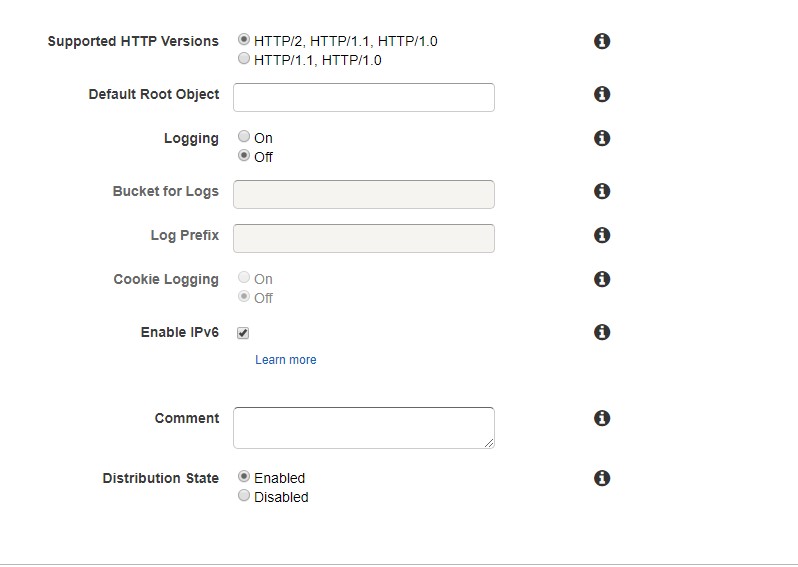 Supported HTTP Versions
HTTP/2, HTTP/1.1, HTTP/1.0
HTTP/1.1, HTTP/1.0
Default Root Object
Logging
On
Off
Bucket for Logs
Log Prefix
Cookie Logging
On
Off
Enable IPv6
Learn more
Comment
Distribution State
Enabled
Disabled